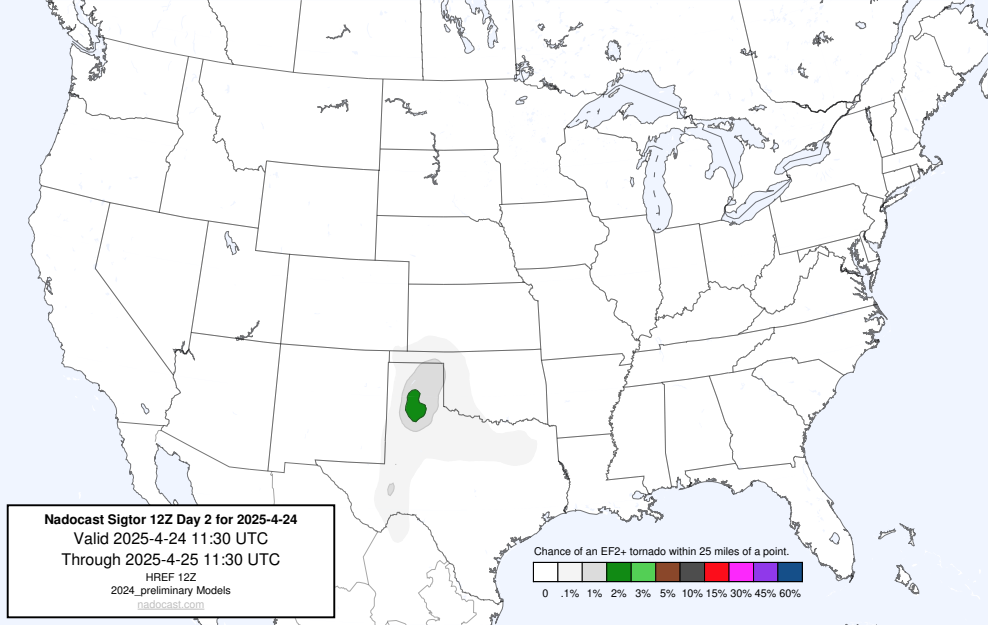 Nadocast Sigtor 12Z Day 2 for 2025-4-24
Valid 2025-4-24 11:30 UTC
Through 2025-4-25 11:30 UTC
HREF 12Z
2024_preliminary Models
nadocast.com
Chance of an EF2+ tornado within 25 miles of a point.
0 .1% 1% 2% 3% 5% 10% 15% 30% 45% 60%